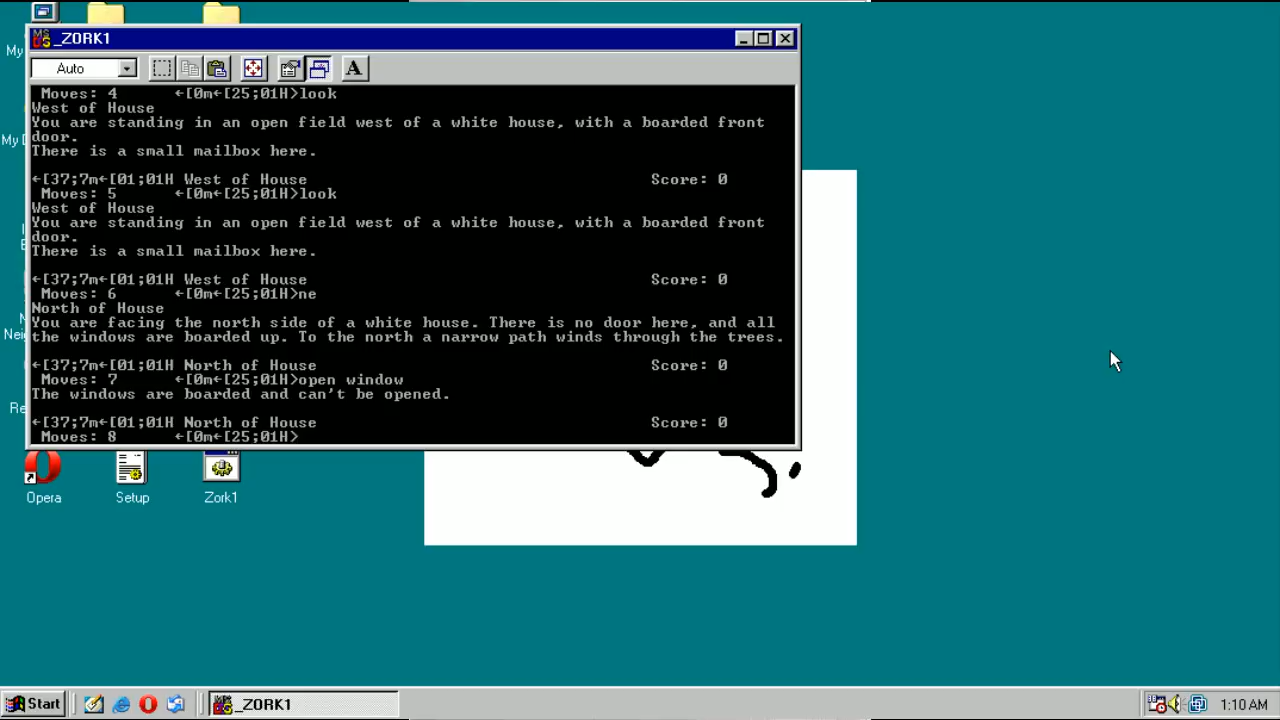 My
_ZORK1
Auto
A
Moves: 4 ←[0m←[25;01H>look
West of House
You are standing in an open field west of a white house, with a boarded front
door.
There is a small mailbox here.
←[37;7m←[01;01H West of House Score: 0
Moves: 5 ←[0m←[25;01H>look
West of House
You are standing in an open field west of a white house, with a boarded front
door.
There is a small mailbox here.
←[37;7m←[01;01H West of House Score: 0
Moves: 6 ←[0m←[25;01H>ne
North of House
You are facing the north side of a white house. There is no door here, and all
the windows are boarded up. To the north a narrow path winds through the trees.
←[37;7m←[01;01H North of House Score: 0
Moves: 7 ←[0m←[25;01H>open window
The windows are boarded and can't be opened.
←[37;7m←[01;01H North of House Score: 0
Moves: 8 ←[0m←[25;01H>
Opera
Setup
Zork1
Start
_ZORK1
1:10 AM